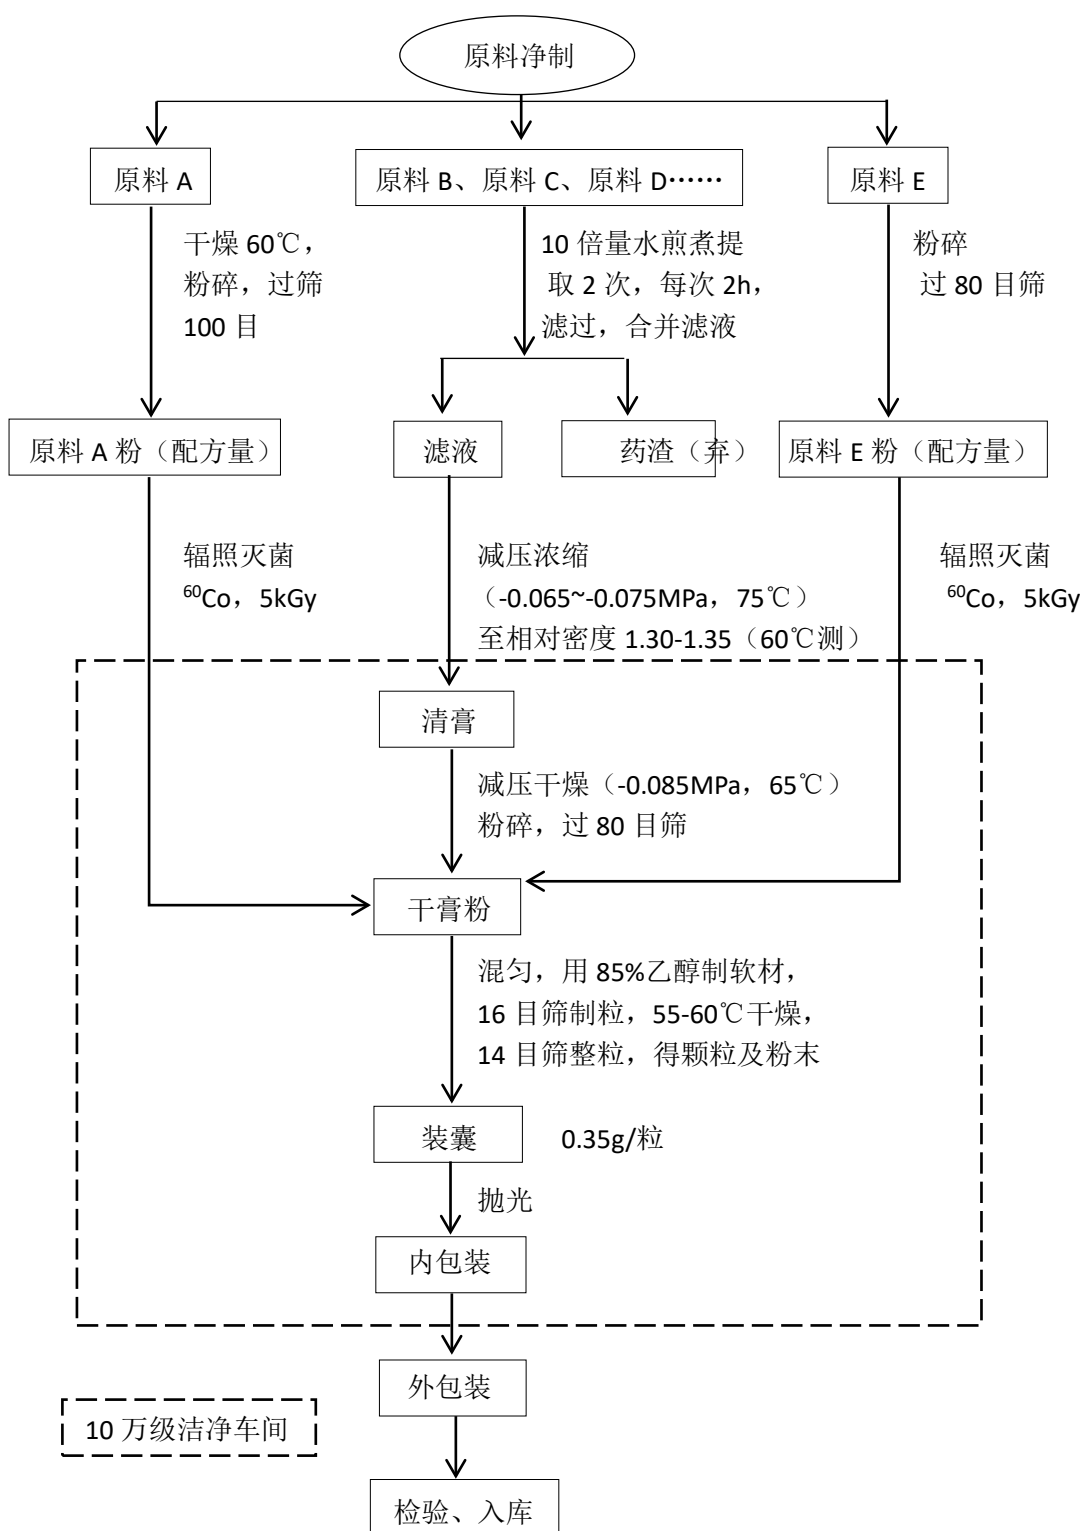 原料净制
原料 A
原料 B、原料 C、原料 D……
原料 E
干燥 60℃，
粉碎，过筛
100 目
10 倍量水煎煮提
取 2 次，每次 2h，
滤过，合并滤液
粉碎
过 80 目筛
原料 A 粉（配方量）
滤液
药渣（弃）
原料 E 粉（配方量）
辐照灭菌
⁶⁰Co，5kGy
减压浓缩
（-0.065~-0.075MPa，75℃）
至相对密度 1.30-1.35（60℃测）
辐照灭菌
⁶⁰Co，5kGy
清膏
减压干燥（-0.085MPa，65℃）
粉碎，过 80 目筛
干膏粉
混匀，用 85%乙醇制软材，
16 目筛制粒，55-60℃干燥，
14 目筛整粒，得颗粒及粉末
装囊
0.35g/粒
抛光
内包装
外包装
10 万级洁净车间
检验、入库